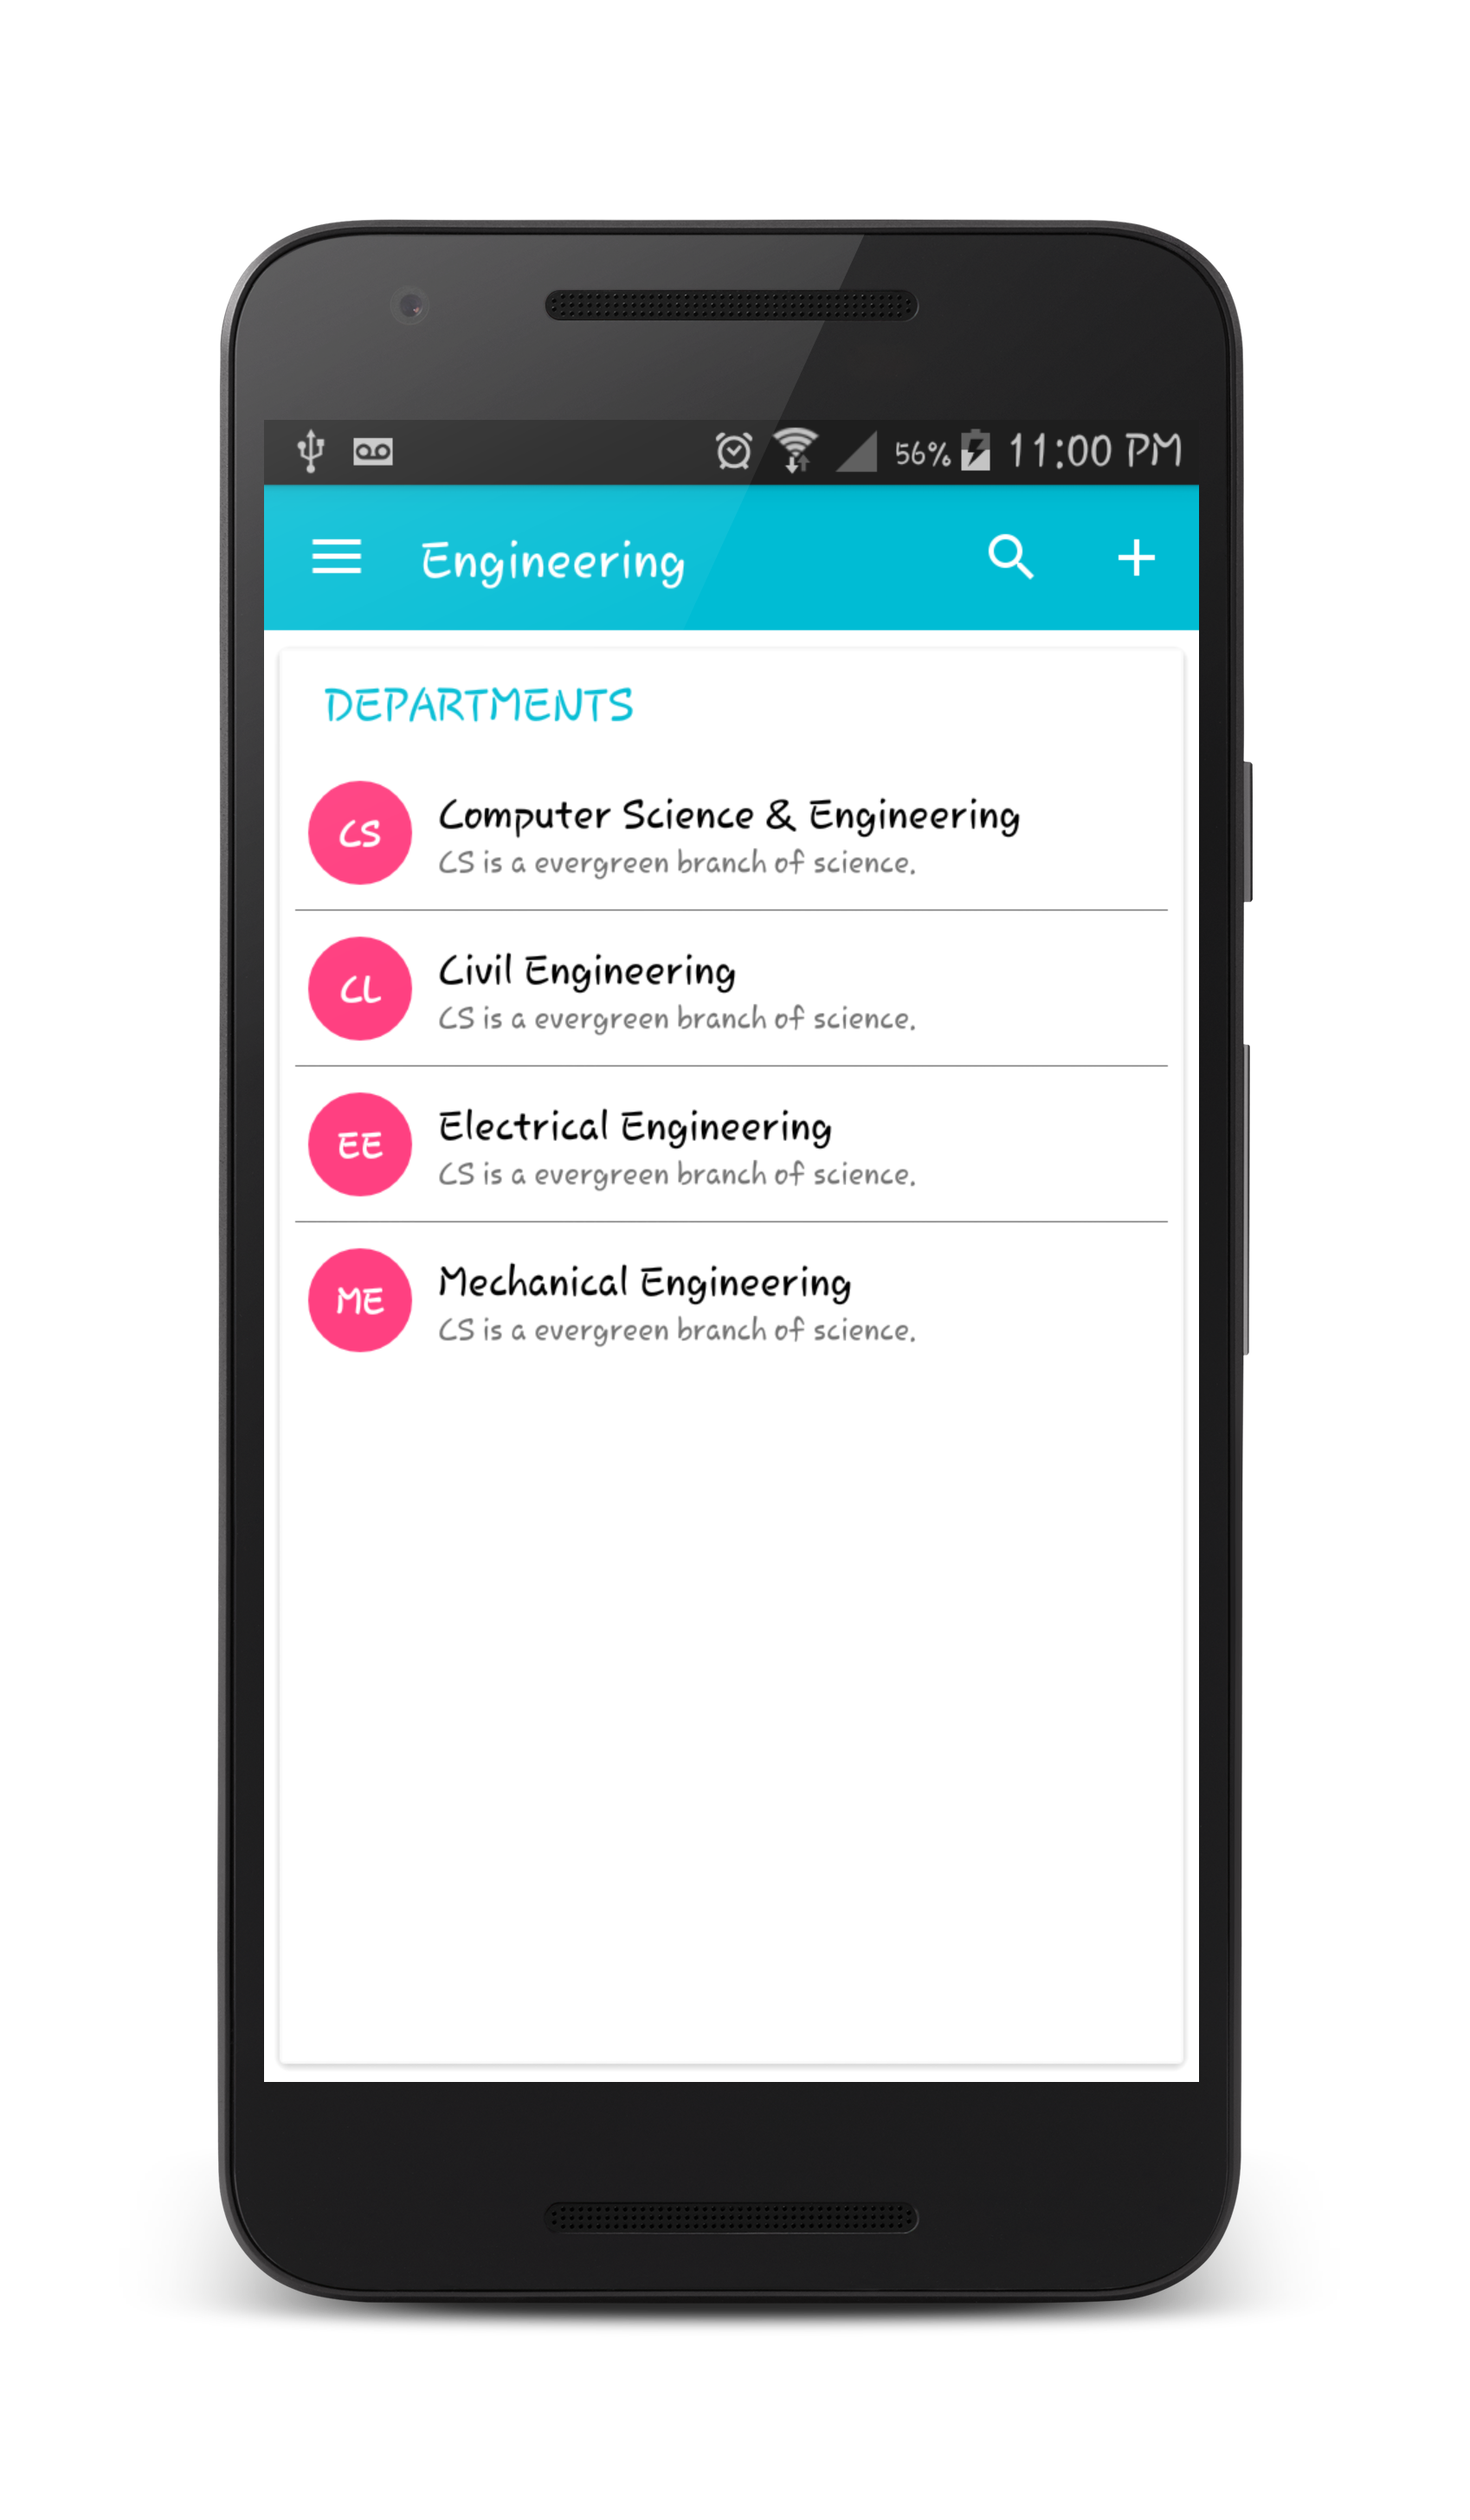 56% 11:00 PM
Engineering
DEPARTMENTS
CS
Computer Science & Engineering
CS is a evergreen branch of science.
CL
Civil Engineering
CS is a evergreen branch of science.
EE
Electrical Engineering
CS is a evergreen branch of science.
ME
Mechanical Engineering
CS is a evergreen branch of science.